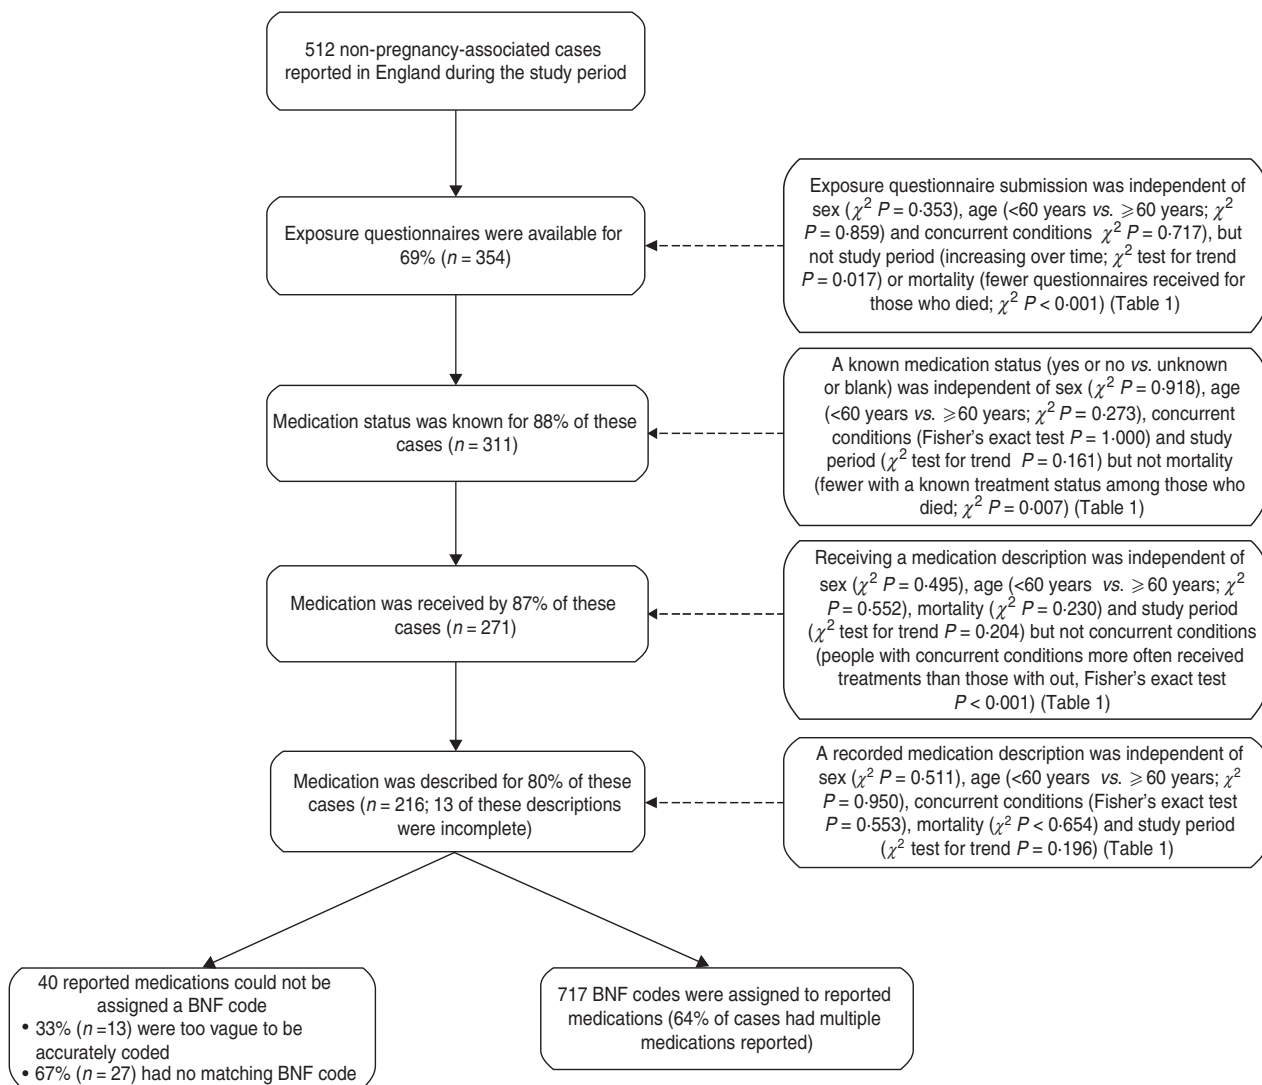 512 non-pregnancy-associated cases
reported in England during the study period
Exposure questionnaires were available for
69% (n = 354)
Exposure questionnaire submission was independent of
sex (χ² P = 0·353), age (<60 years vs. ⩾60 years; χ²
P = 0·859) and concurrent conditions χ² P = 0·717), but
not study period (increasing over time; χ² test for trend
P = 0·017) or mortality (fewer questionnaires received for
those who died; χ² P < 0·001) (Table 1)
Medication status was known for 88% of these
cases (n = 311)
A known medication status (yes or no vs. unknown
or blank) was independent of sex (χ² P = 0·918), age
(<60 years vs. ⩾60 years; χ² P = 0·273), concurrent
conditions (Fisher's exact test P = 1·000) and study
period (χ² test for trend P = 0·161) but not mortality
(fewer with a known treatment status among those who
died; χ² P = 0·007) (Table 1)
Medication was received by 87% of these
cases (n = 271)
Receiving a medication description was independent of
sex (χ² P = 0·495), age (<60 years vs. ⩾ 60 years; χ²
P = 0·552), mortality (χ² P = 0·230) and study period
(χ² test for trend P = 0·204) but not concurrent conditions
(people with concurrent conditions more often received
treatments than those with out, Fisher's exact test
P < 0·001) (Table 1)
Medication was described for 80% of these
cases (n = 216; 13 of these descriptions
were incomplete)
A recorded medication description was independent of
sex (χ² P = 0·511), age (<60 years vs. ⩾ 60 years; χ²
P = 0·950), concurrent conditions (Fisher's exact test
P = 0·553), mortality (χ² P < 0·654) and study period
(χ² test for trend P = 0·196) (Table 1)
40 reported medications could not be
assigned a BNF code
• 33% (n =13) were too vague to be
accurately coded
• 67% (n = 27) had no matching BNF code
717 BNF codes were assigned to reported
medications (64% of cases had multiple
medications reported)